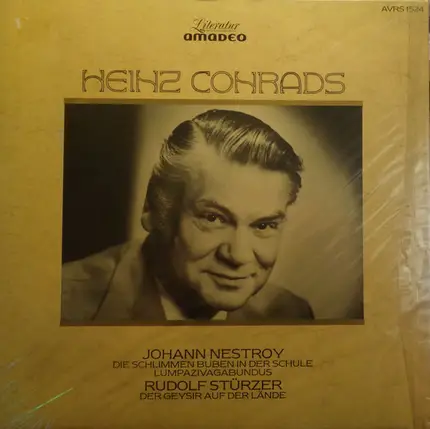 AVRS 1534
Literatur
amadeo
HEINZ CONRADS
JOHANN NESTROY
DIE SCHLIMMEN BUBEN IN DER SCHULE
LUMPAZIVAGABUNDUS
RUDOLF STÜRZER
DER GEYSIR AUF DER LÄNDE